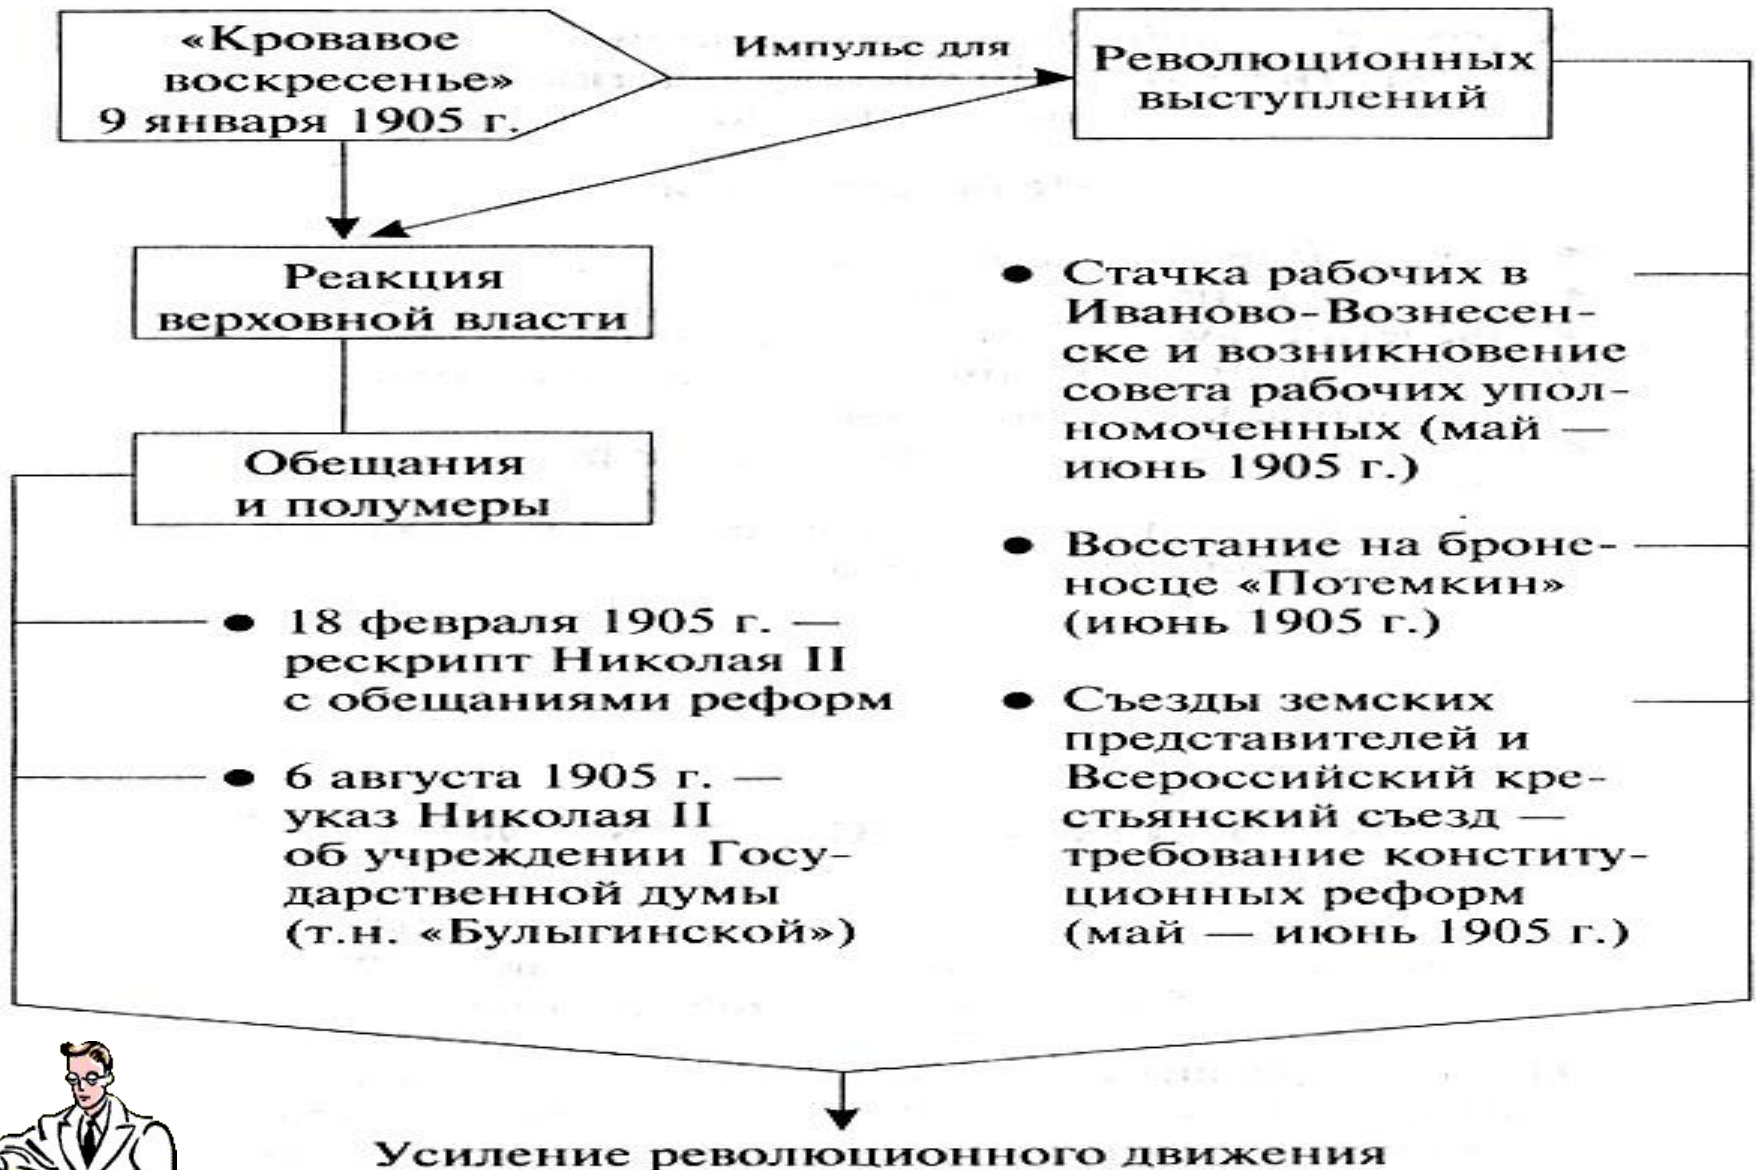 «Кровавое
воскресенье»
9 января 1905 г.
Импульс для
Революционных
выступлений
Реакция
верховной власти
Обещания
и полумеры
● 18 февраля 1905 г. —
рескрипт Николая II
с обещаниями реформ
● 6 августа 1905 г. —
указ Николая II
об учреждении Госу-
дарственной думы
(т.н. «Булыгинской»)
● Стачка рабочих в
Иваново-Вознесен-
ске и возникновение
совета рабочих упол-
номоченных (май —
июнь 1905 г.)
● Восстание на броне-
носце «Потемкин»
(июнь 1905 г.)
● Съезды земских
представителей и
Всероссийский кре-
стьянский съезд —
требование конститу-
ционных реформ
(май — июнь 1905 г.)
Усиление революционного движения